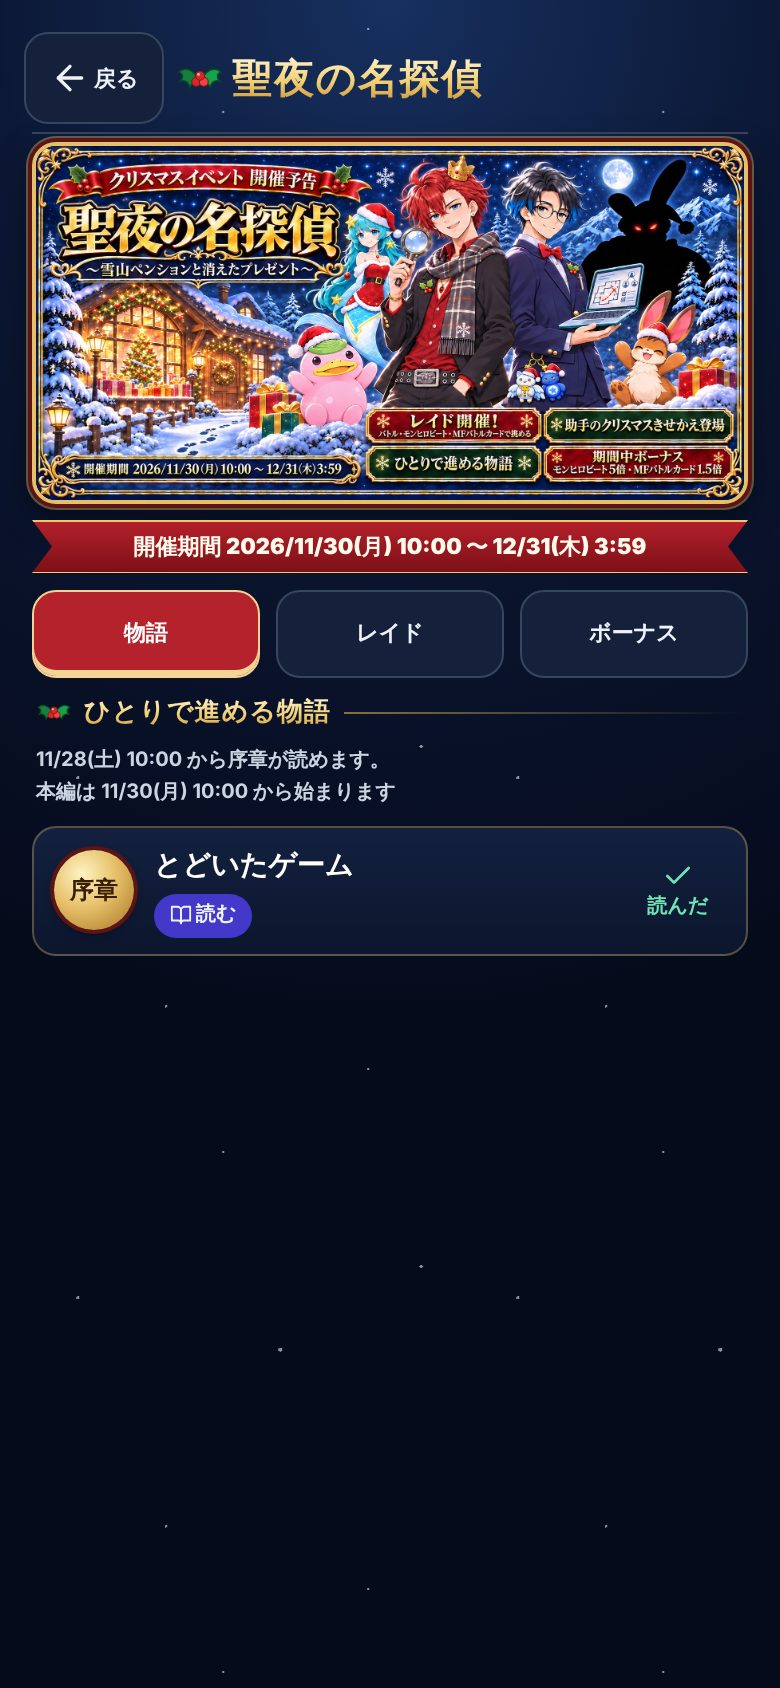 戻る
聖夜の名探偵
クリスマスイベント 開催予告
聖夜の名探偵
〜雪山ペンションと消えたプレゼント〜
レイド開催！
バトル・モンヒロビート・MFバトルカードで挑める
助手のクリスマスきせかえ登場
ひとりで進める物語
期間中ボーナス
モンヒロビート5倍・MFバトルカード1.5倍
開催期間 2026/11/30(月)10:00 〜 12/31(木)3:59
開催期間 2026/11/30(月) 10:00 〜 12/31(木) 3:59
物語
レイド
ボーナス
ひとりで進める物語
11/28(土) 10:00 から序章が読めます。
本編は 11/30(月) 10:00 から始まります
序章
とどいたゲーム
読む
読んだ